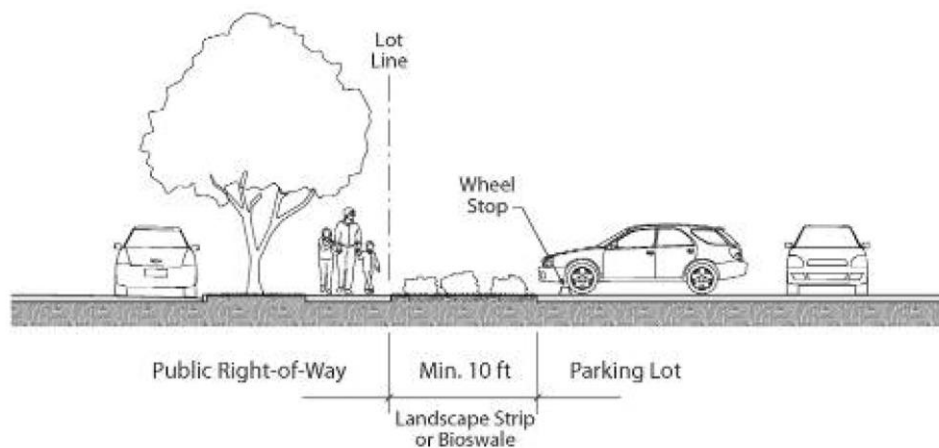 Lot
Line
Wheel
Stop
Public Right-of-Way
Min. 10 ft
Parking Lot
Landscape Strip
or Bioswale